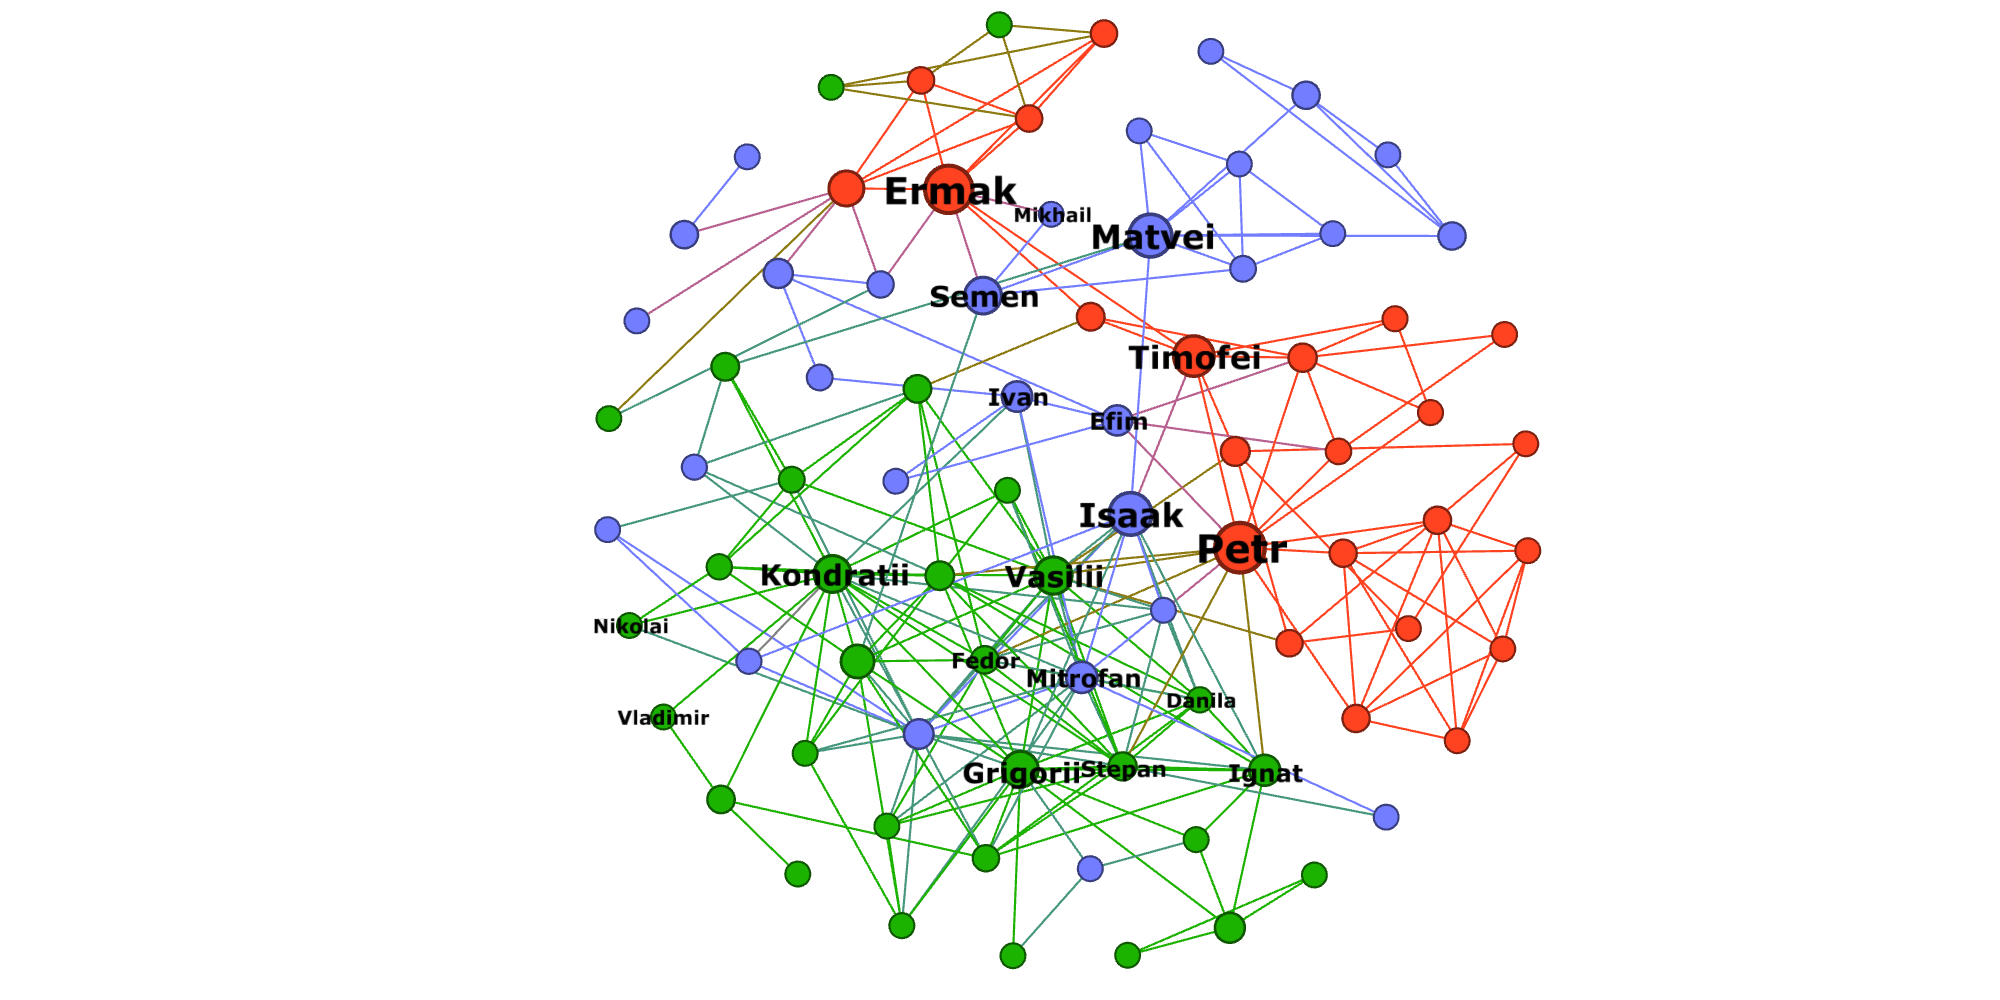 Ermak
Mikhail
Matvei
Semen
Timofei
Ivan
Efim
Isaak
Petr
Kondratii
Vasilii
Nikolai
Fedor
Mitrofan
Danila
Vladimir
Grigorii
Stepan
Ignat